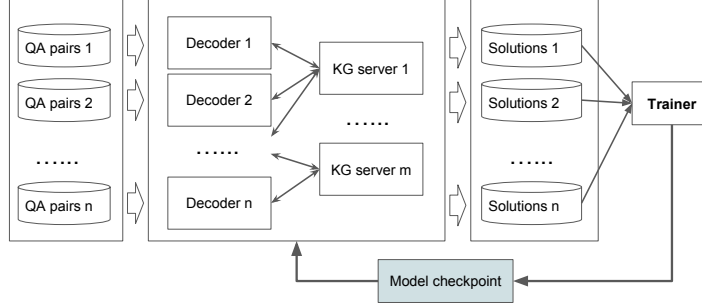 QA pairs 1
QA pairs 2
......
QA pairs n
Decoder 1
Decoder 2
......
Decoder n
KG server 1
......
KG server m
Solutions 1
Solutions 2
......
Solutions n
Trainer
Model checkpoint